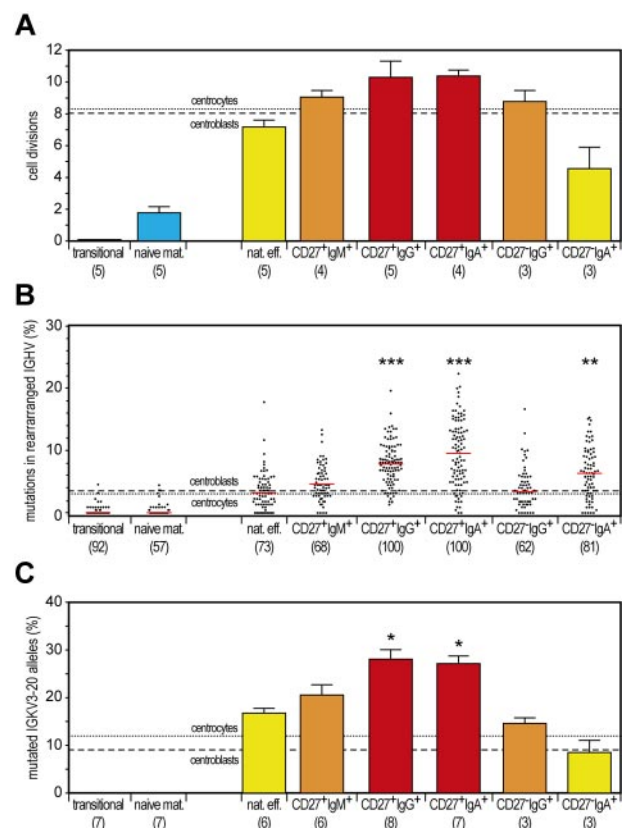 A
cell divisions
12
10
8
6
4
2
0
centrocytes
centroblasts
transitional naive mat. nat. eff. CD27+IgM+ CD27+IgG+ CD27+IgA+ CD27-IgG+ CD27-IgA+
(5) (5) (5) (4) (5) (4) (3) (3)
B
mutations in rearrarranged IGHV (%)
30
20
10
0
*** *** **
centroblasts
centrocytes
transitional naive mat. nat. eff. CD27+IgM+ CD27+IgG+ CD27+IgA+ CD27-IgG+ CD27-IgA+
(92) (57) (73) (68) (100) (100) (62) (81)
C
mutated IGKV3-20 alleles (%)
40
30
20
10
0
* *
centrocytes
centroblasts
transitional naive mat. nat. eff. CD27+IgM+ CD27+IgG+ CD27+IgA+ CD27-IgG+ CD27-IgA+
(7) (7) (6) (6) (8) (7) (3) (3)